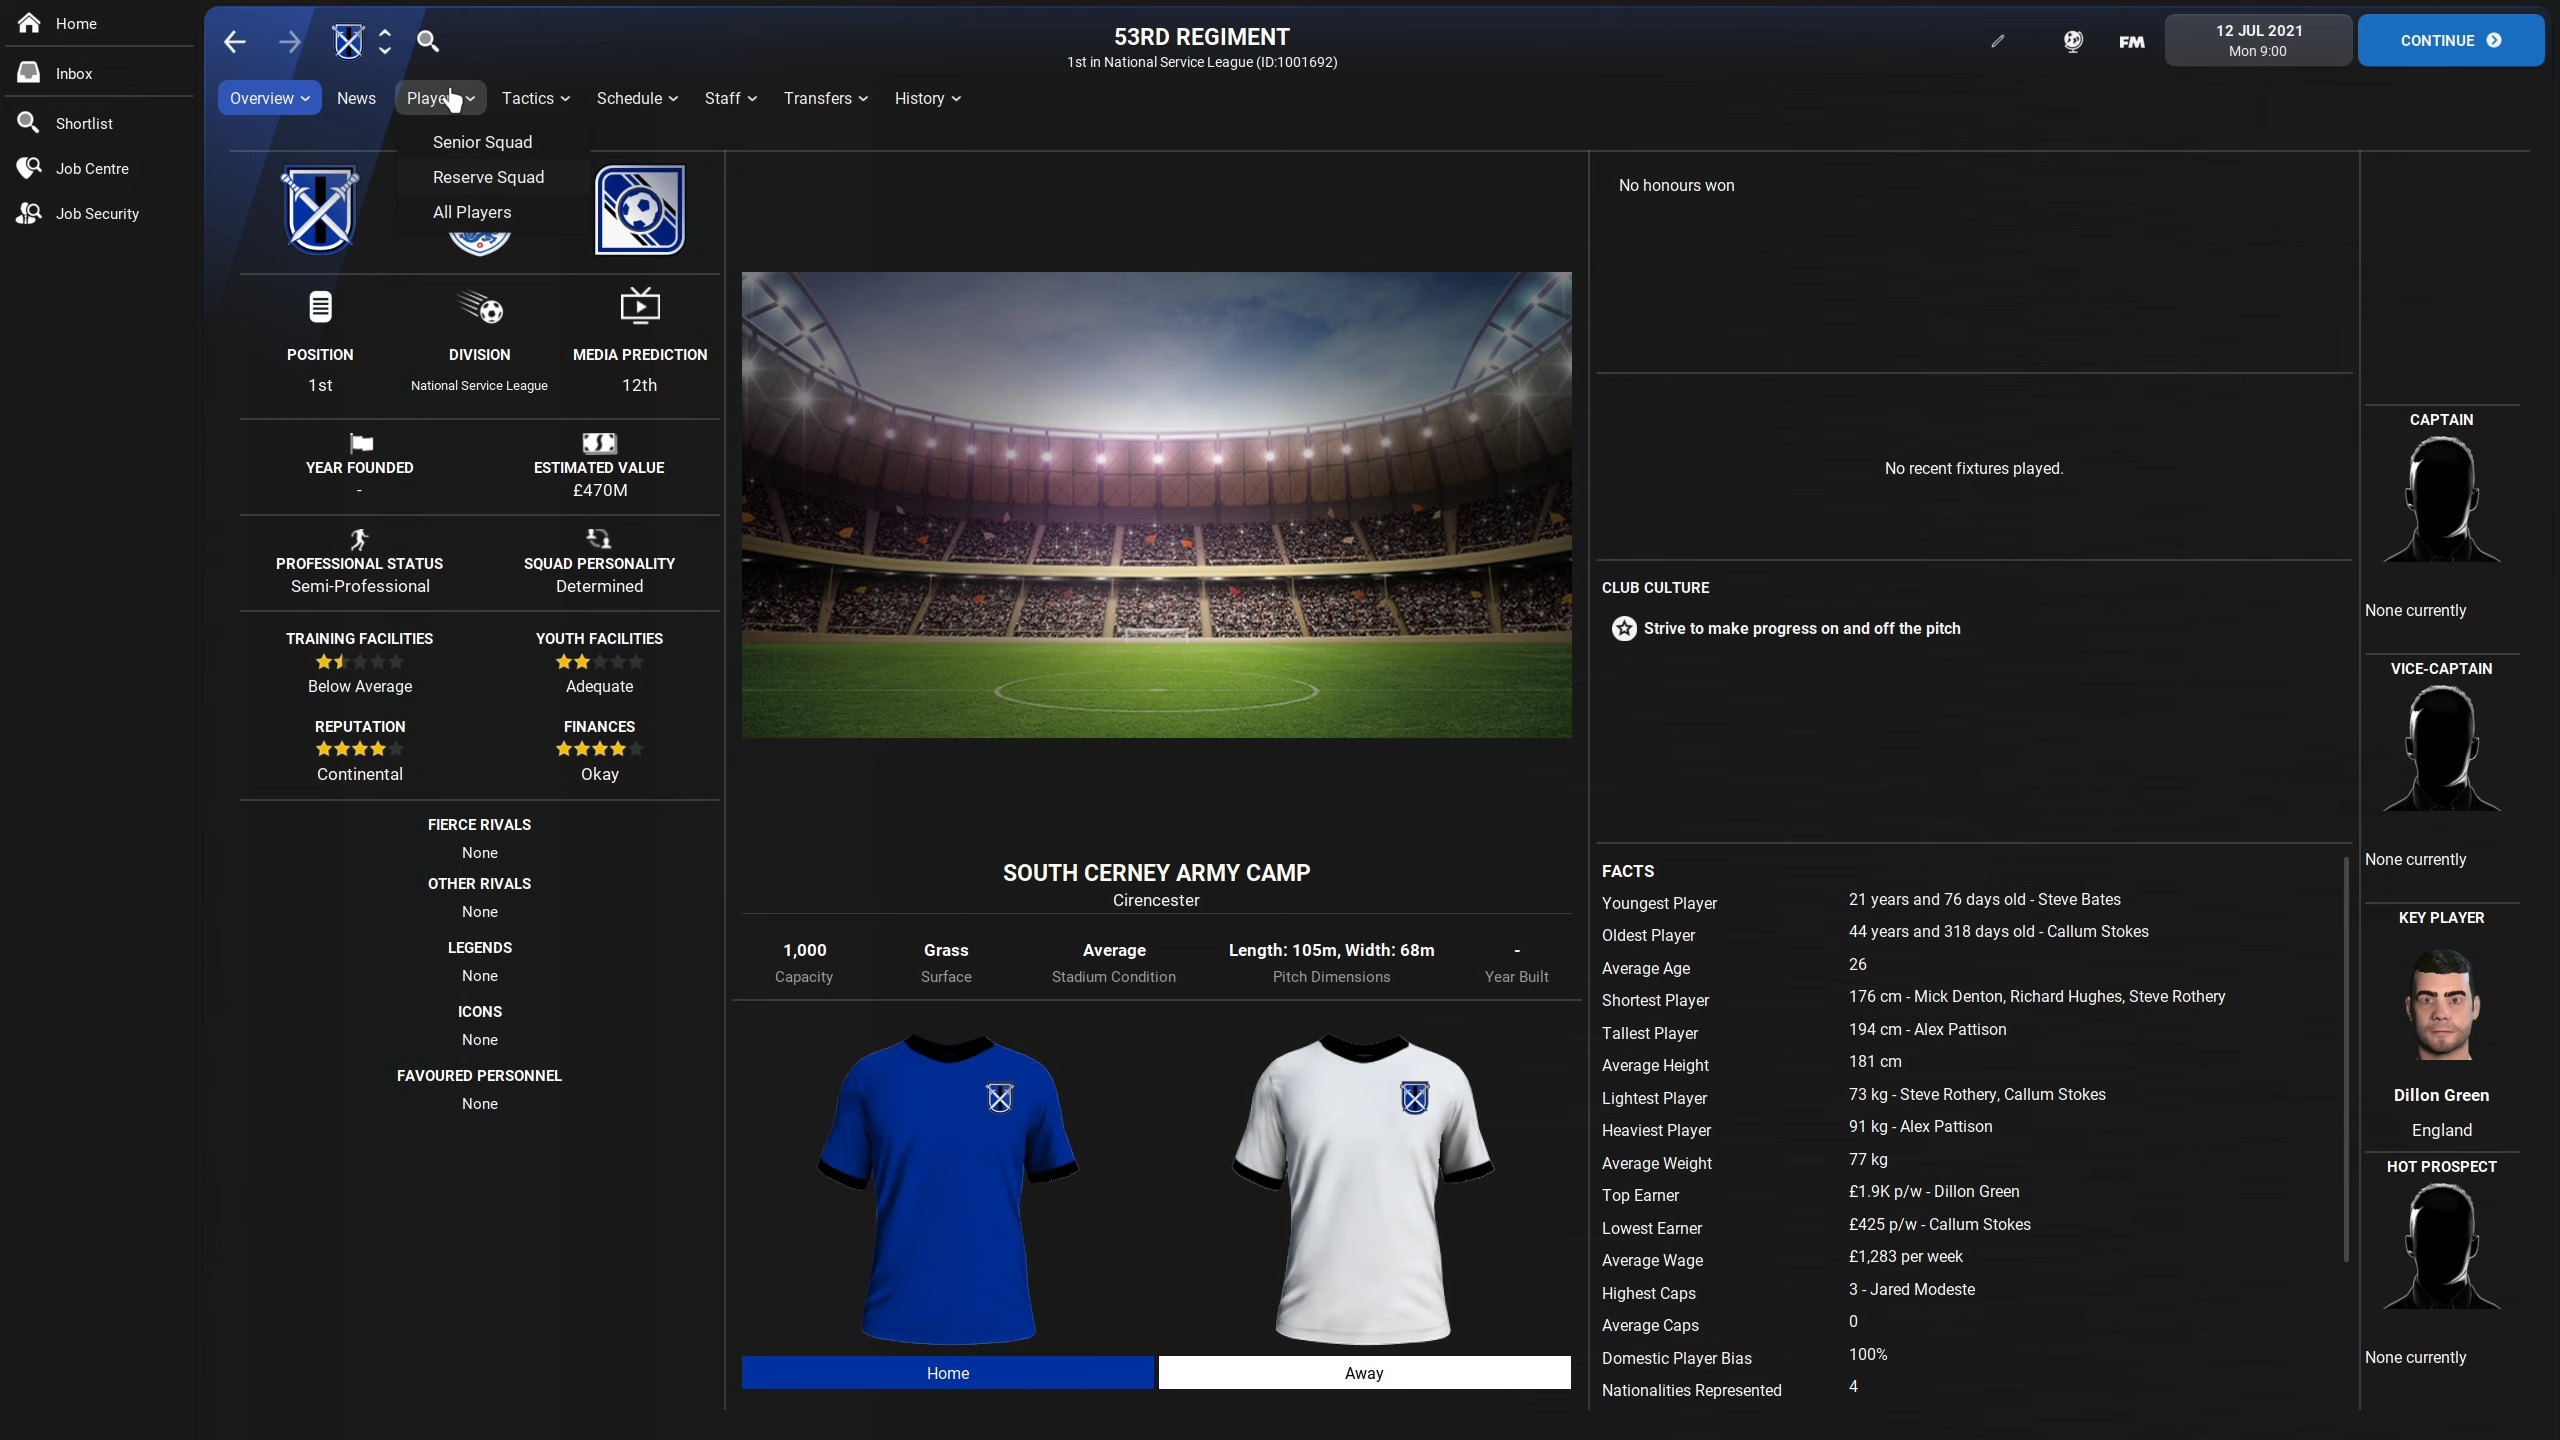 Home
Inbox
Shortlist
Job Centre
Job Security
53RD REGIMENT
1st in National Service League (ID:1001692)
FM
12 JUL 2021
Mon 9:00
CONTINUE
Overview
News
Tactics
Schedule
Staff
Transfers
History
Senior Squad
Reserve Squad
All Players
POSITION
1st
DIVISION
National Service League
MEDIA PREDICTION
12th
YEAR FOUNDED
-
ESTIMATED VALUE
£470M
PROFESSIONAL STATUS
Semi-Professional
SQUAD PERSONALITY
Determined
TRAINING FACILITIES
Below Average
YOUTH FACILITIES
Adequate
REPUTATION
Continental
FINANCES
Okay
FIERCE RIVALS
None
OTHER RIVALS
None
LEGENDS
None
ICONS
None
FAVOURED PERSONNEL
None
SOUTH CERNEY ARMY CAMP
Cirencester
1,000
Capacity
Grass
Surface
Average
Stadium Condition
Length: 105m, Width: 68m
Pitch Dimensions
-
Year Built
Home
Away
No honours won
No recent fixtures played.
CLUB CULTURE
Strive to make progress on and off the pitch
FACTS
Youngest Player 21 years and 76 days old - Steve Bates
Oldest Player 44 years and 318 days old - Callum Stokes
Average Age 26
Shortest Player 176 cm - Mick Denton, Richard Hughes, Steve Rothery
Tallest Player 194 cm - Alex Pattison
Average Height 181 cm
Lightest Player 73 kg - Steve Rothery, Callum Stokes
Heaviest Player 91 kg - Alex Pattison
Average Weight 77 kg
Top Earner £1.9K p/w - Dillon Green
Lowest Earner £425 p/w - Callum Stokes
Average Wage £1,283 per week
Highest Caps 3 - Jared Modeste
Average Caps 0
Domestic Player Bias 100%
Nationalities Represented 4
CAPTAIN
None currently
VICE-CAPTAIN
None currently
KEY PLAYER
Dillon Green
England
HOT PROSPECT
None currently